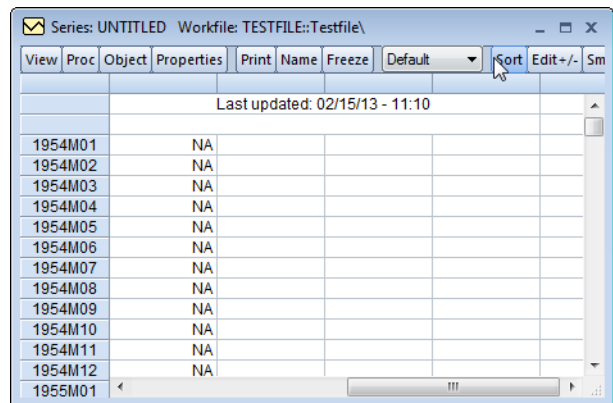 Series: UNTITLED Workfile: TESTFILE::Testfile\
View Proc Object Properties Print Name Freeze Default Sort Edit+/- Sm
Last updated: 02/15/13 - 11:10
1954M01 NA
1954M02 NA
1954M03 NA
1954M04 NA
1954M05 NA
1954M06 NA
1954M07 NA
1954M08 NA
1954M09 NA
1954M10 NA
1954M11 NA
1954M12 NA
1955M01